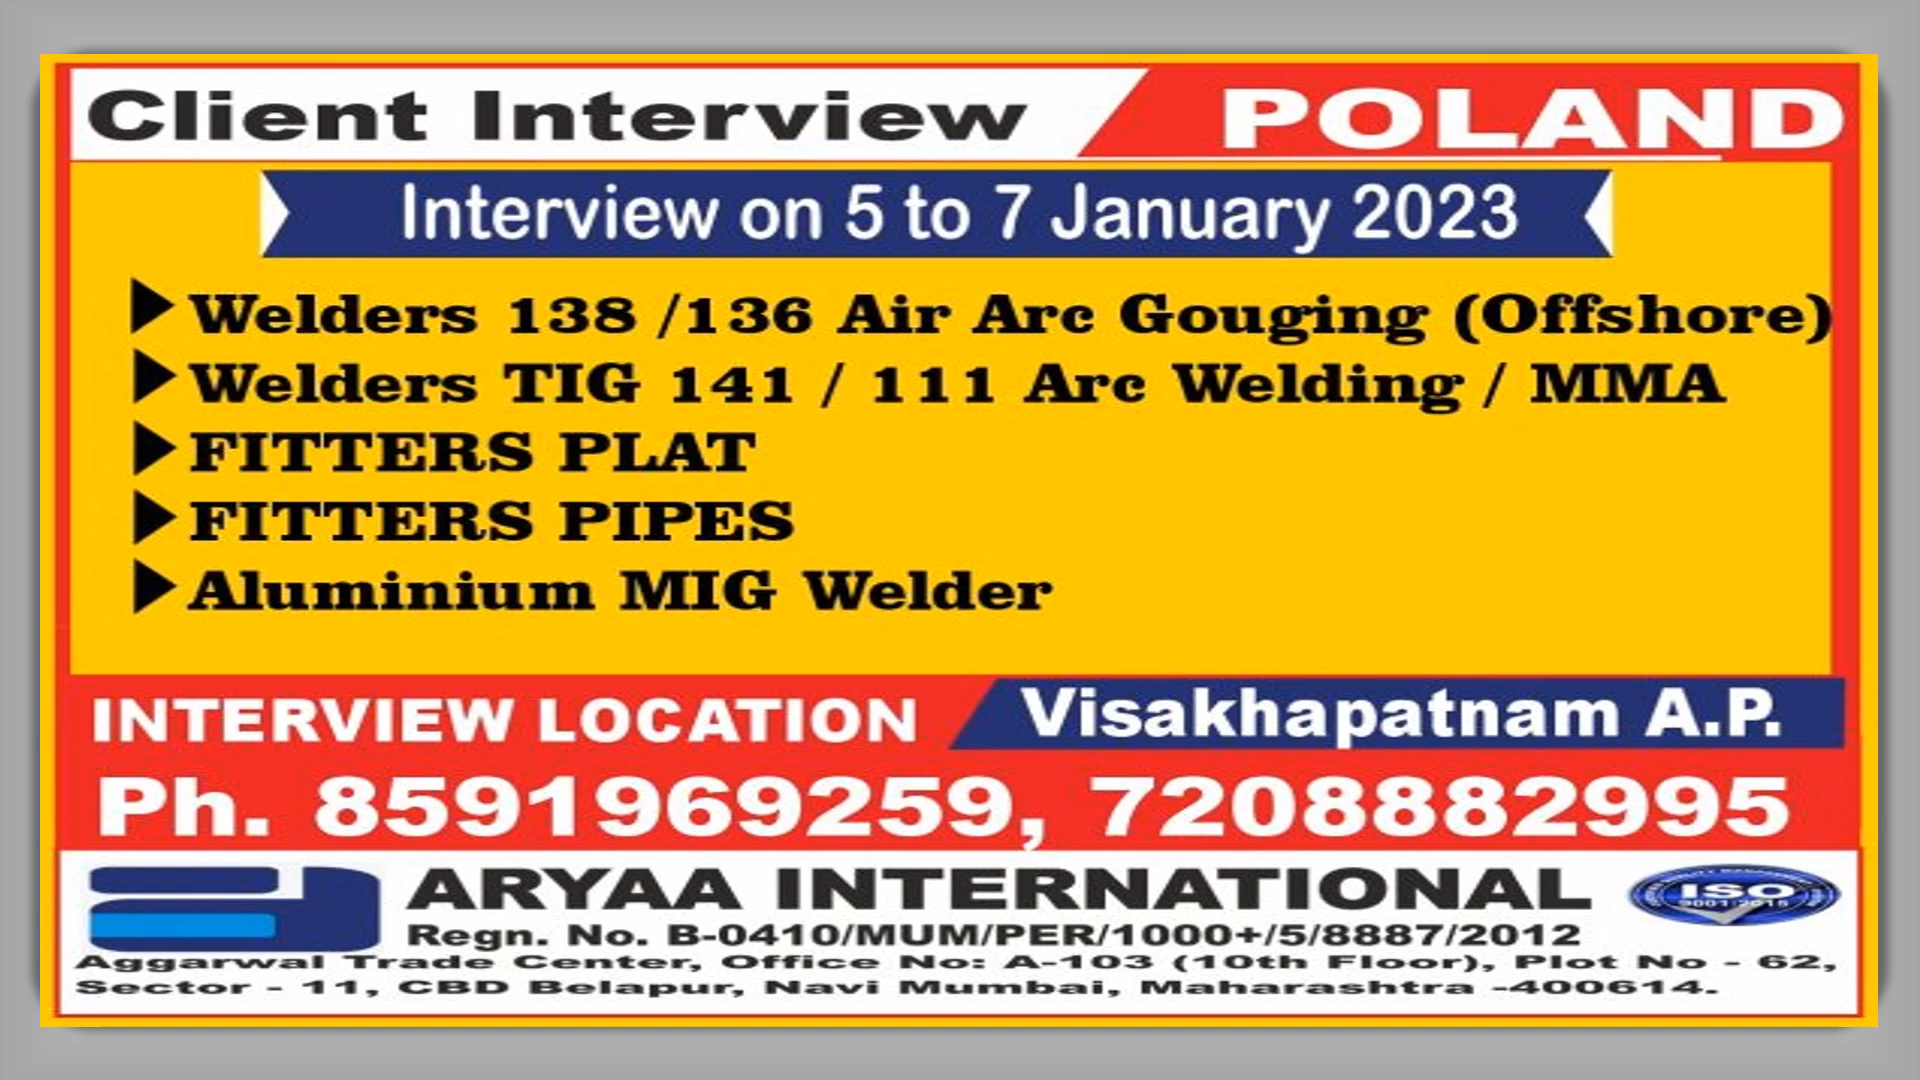 Client Interview POLAND
Interview on 5 to 7 January 2023
Welders 138 /136 Air Arc Gouging (Offshore)
Welders TIG 141 / 111 Arc Welding / MMA
FITTERS PLAT
FITTERS PIPES
Aluminium MIG Welder
INTERVIEW LOCATION Visakhapatnam A.P.
Ph. 8591969259, 7208882995
ARYAA INTERNATIONAL
ISO
9001:2015
Regn. No. B-0410/MUM/PER/1000+/5/8887/2012
Aggarwal Trade Center, Office No: A-103 (10th Floor), Plot No - 62,
Sector - 11, CBD Belapur, Navi Mumbai, Maharashtra -400614.